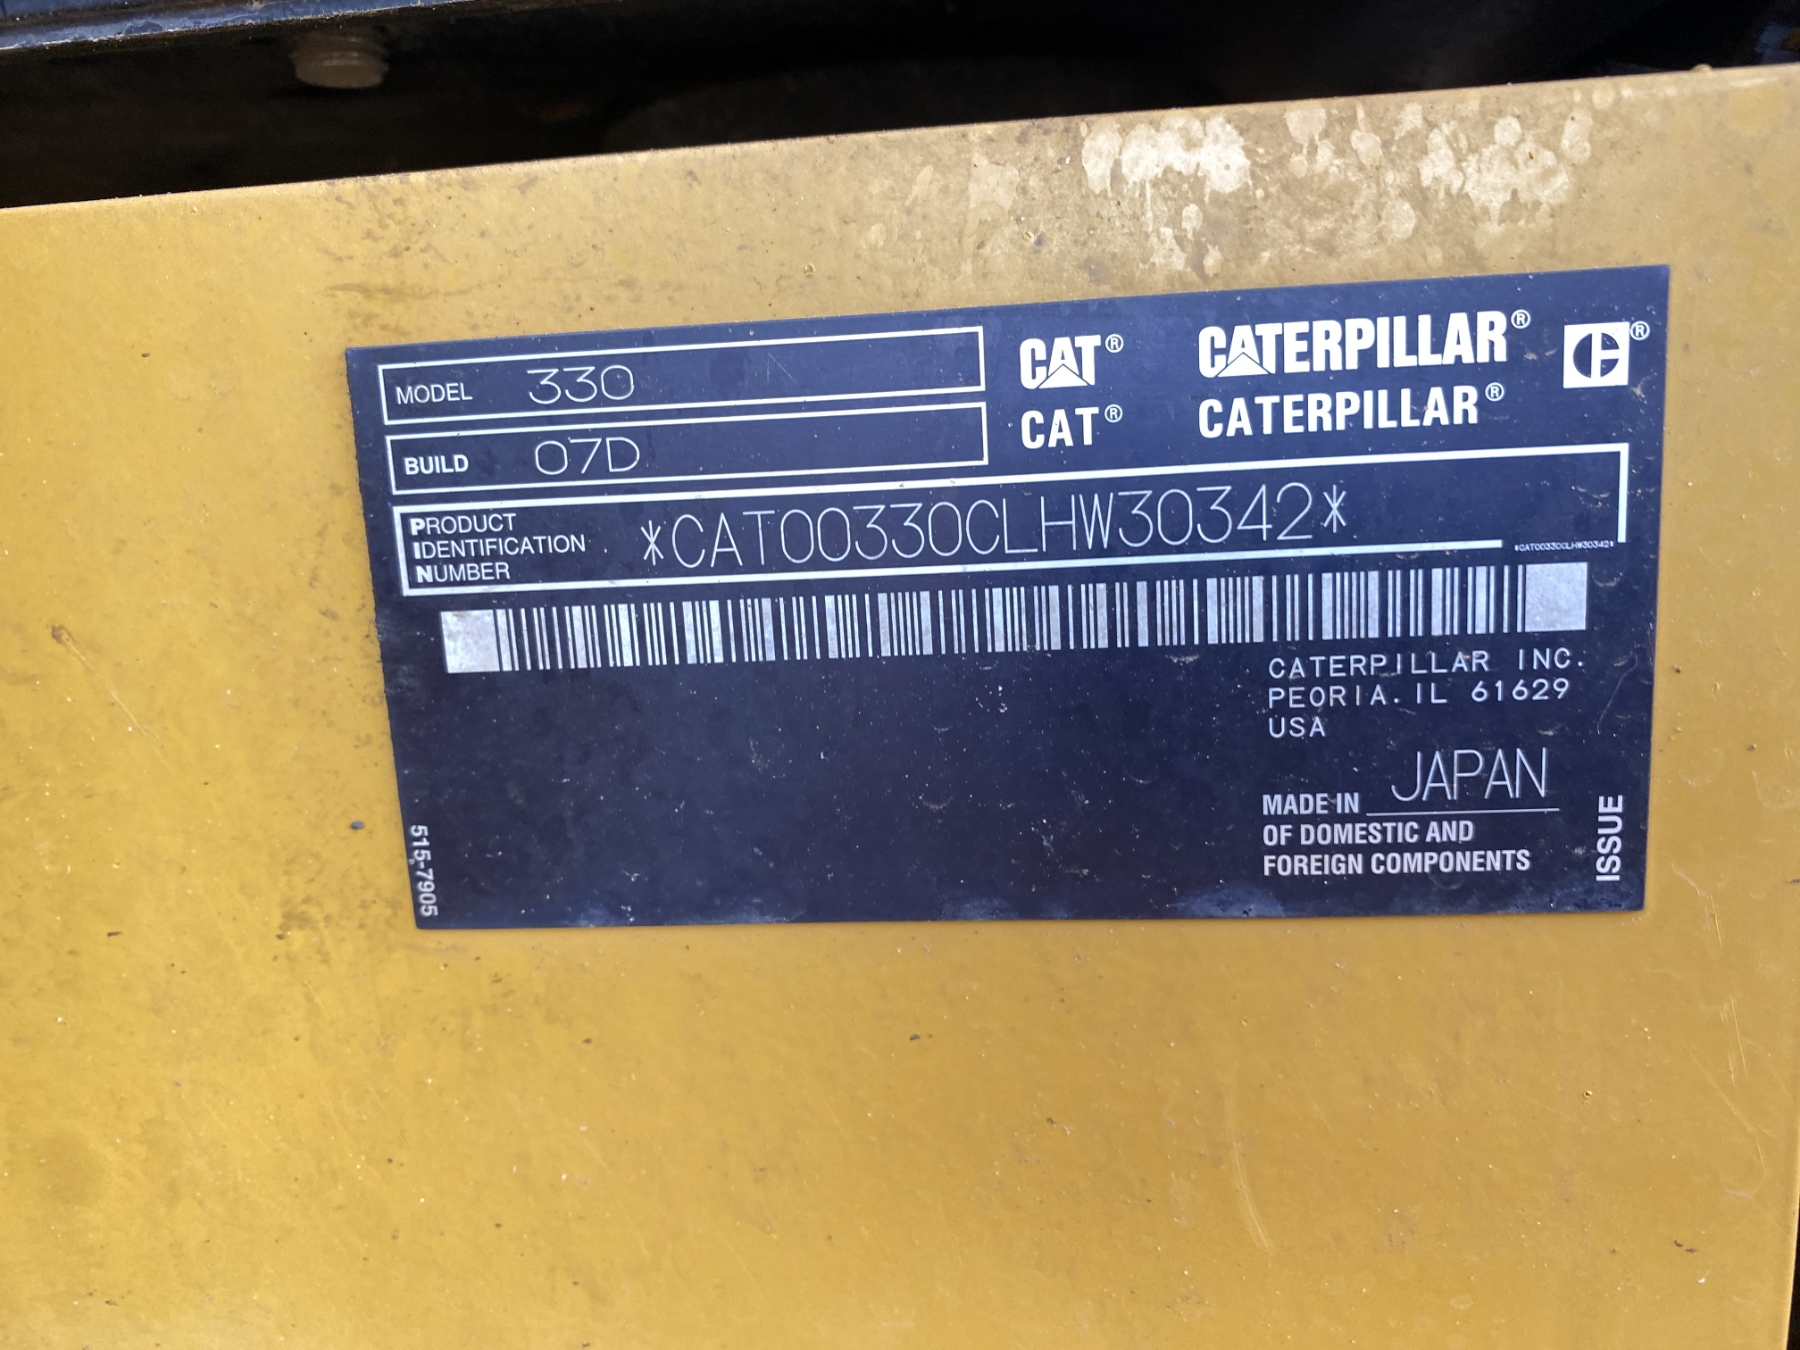 MODEL 330
BUILD 07D
CAT® CATERPILLAR® ®
CAT® CATERPILLAR®
PRODUCT IDENTIFICATION NUMBER *CAT00330CLHW30342*
*CAT00330CLHW30342*
CATERPILLAR INC.
PEORIA. IL 61629
USA
MADE IN JAPAN
OF DOMESTIC AND
FOREIGN COMPONENTS
ISSUE
515-7905